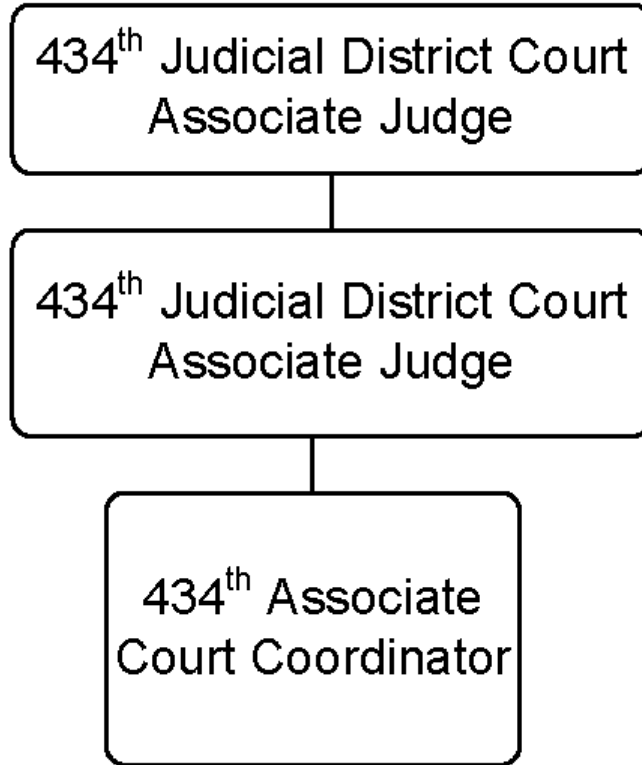 434th Judicial District Court
Associate Judge
434th Judicial District Court
Associate Judge
434th Associate
Court Coordinator